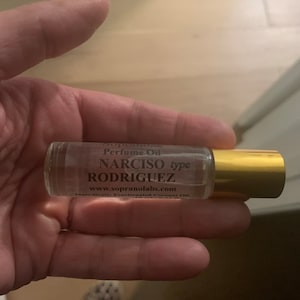 Perfume Oil
NARCISO type
RODRIGUEZ
www.sopranolabs.com